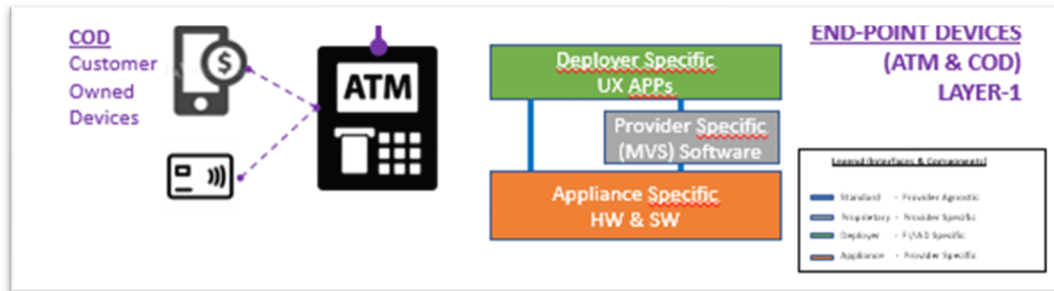 COD
Customer
Owned
Devices
$
ATM
Deployer Specific
UX APPs
Provider Specific
(MVS) Software
Appliance Specific
HW & SW
END-POINT DEVICES
(ATM & COD)
LAYER-1
Legend (Interfaces & Components)
Standard - Provider Agnostic
Proprietary - Provider Specific
Deployer - FI/IAD Specific
Appliance - Provider Specific